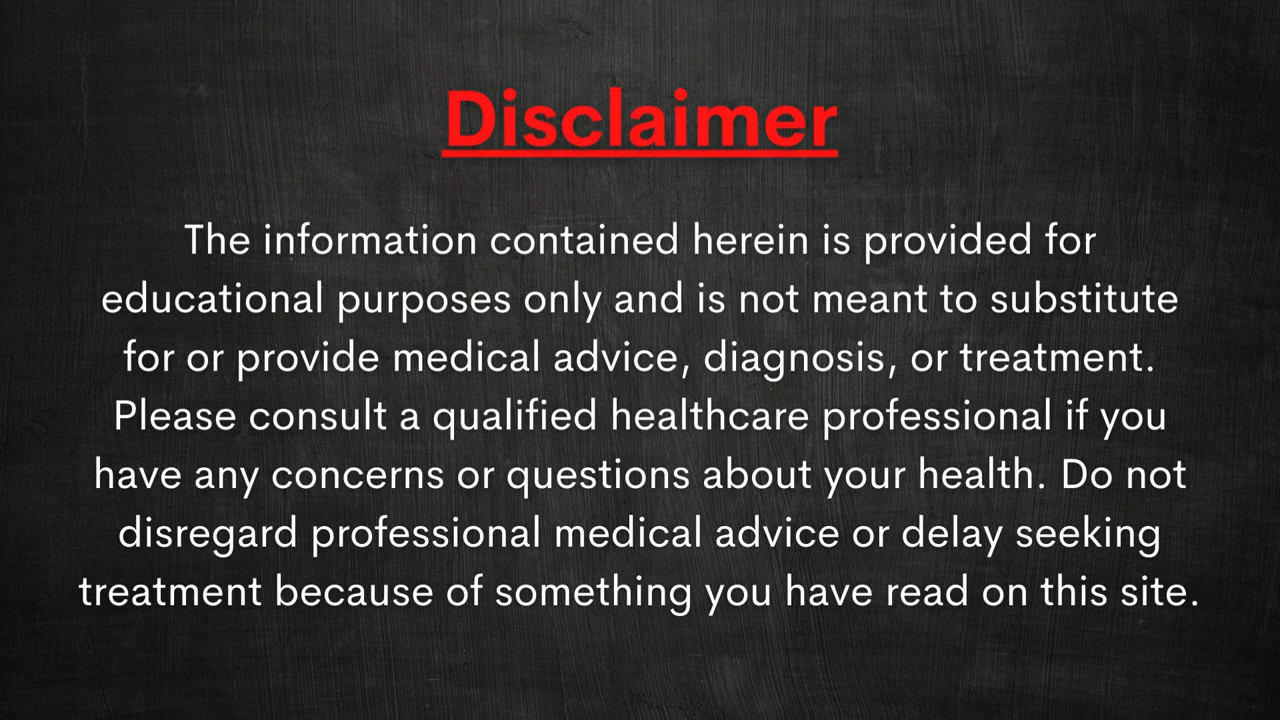 Disclaimer
The information contained herein is provided for
educational purposes only and is not meant to substitute
for or provide medical advice, diagnosis, or treatment.
Please consult a qualified healthcare professional if you
have any concerns or questions about your health. Do not
disregard professional medical advice or delay seeking
treatment because of something you have read on this site.